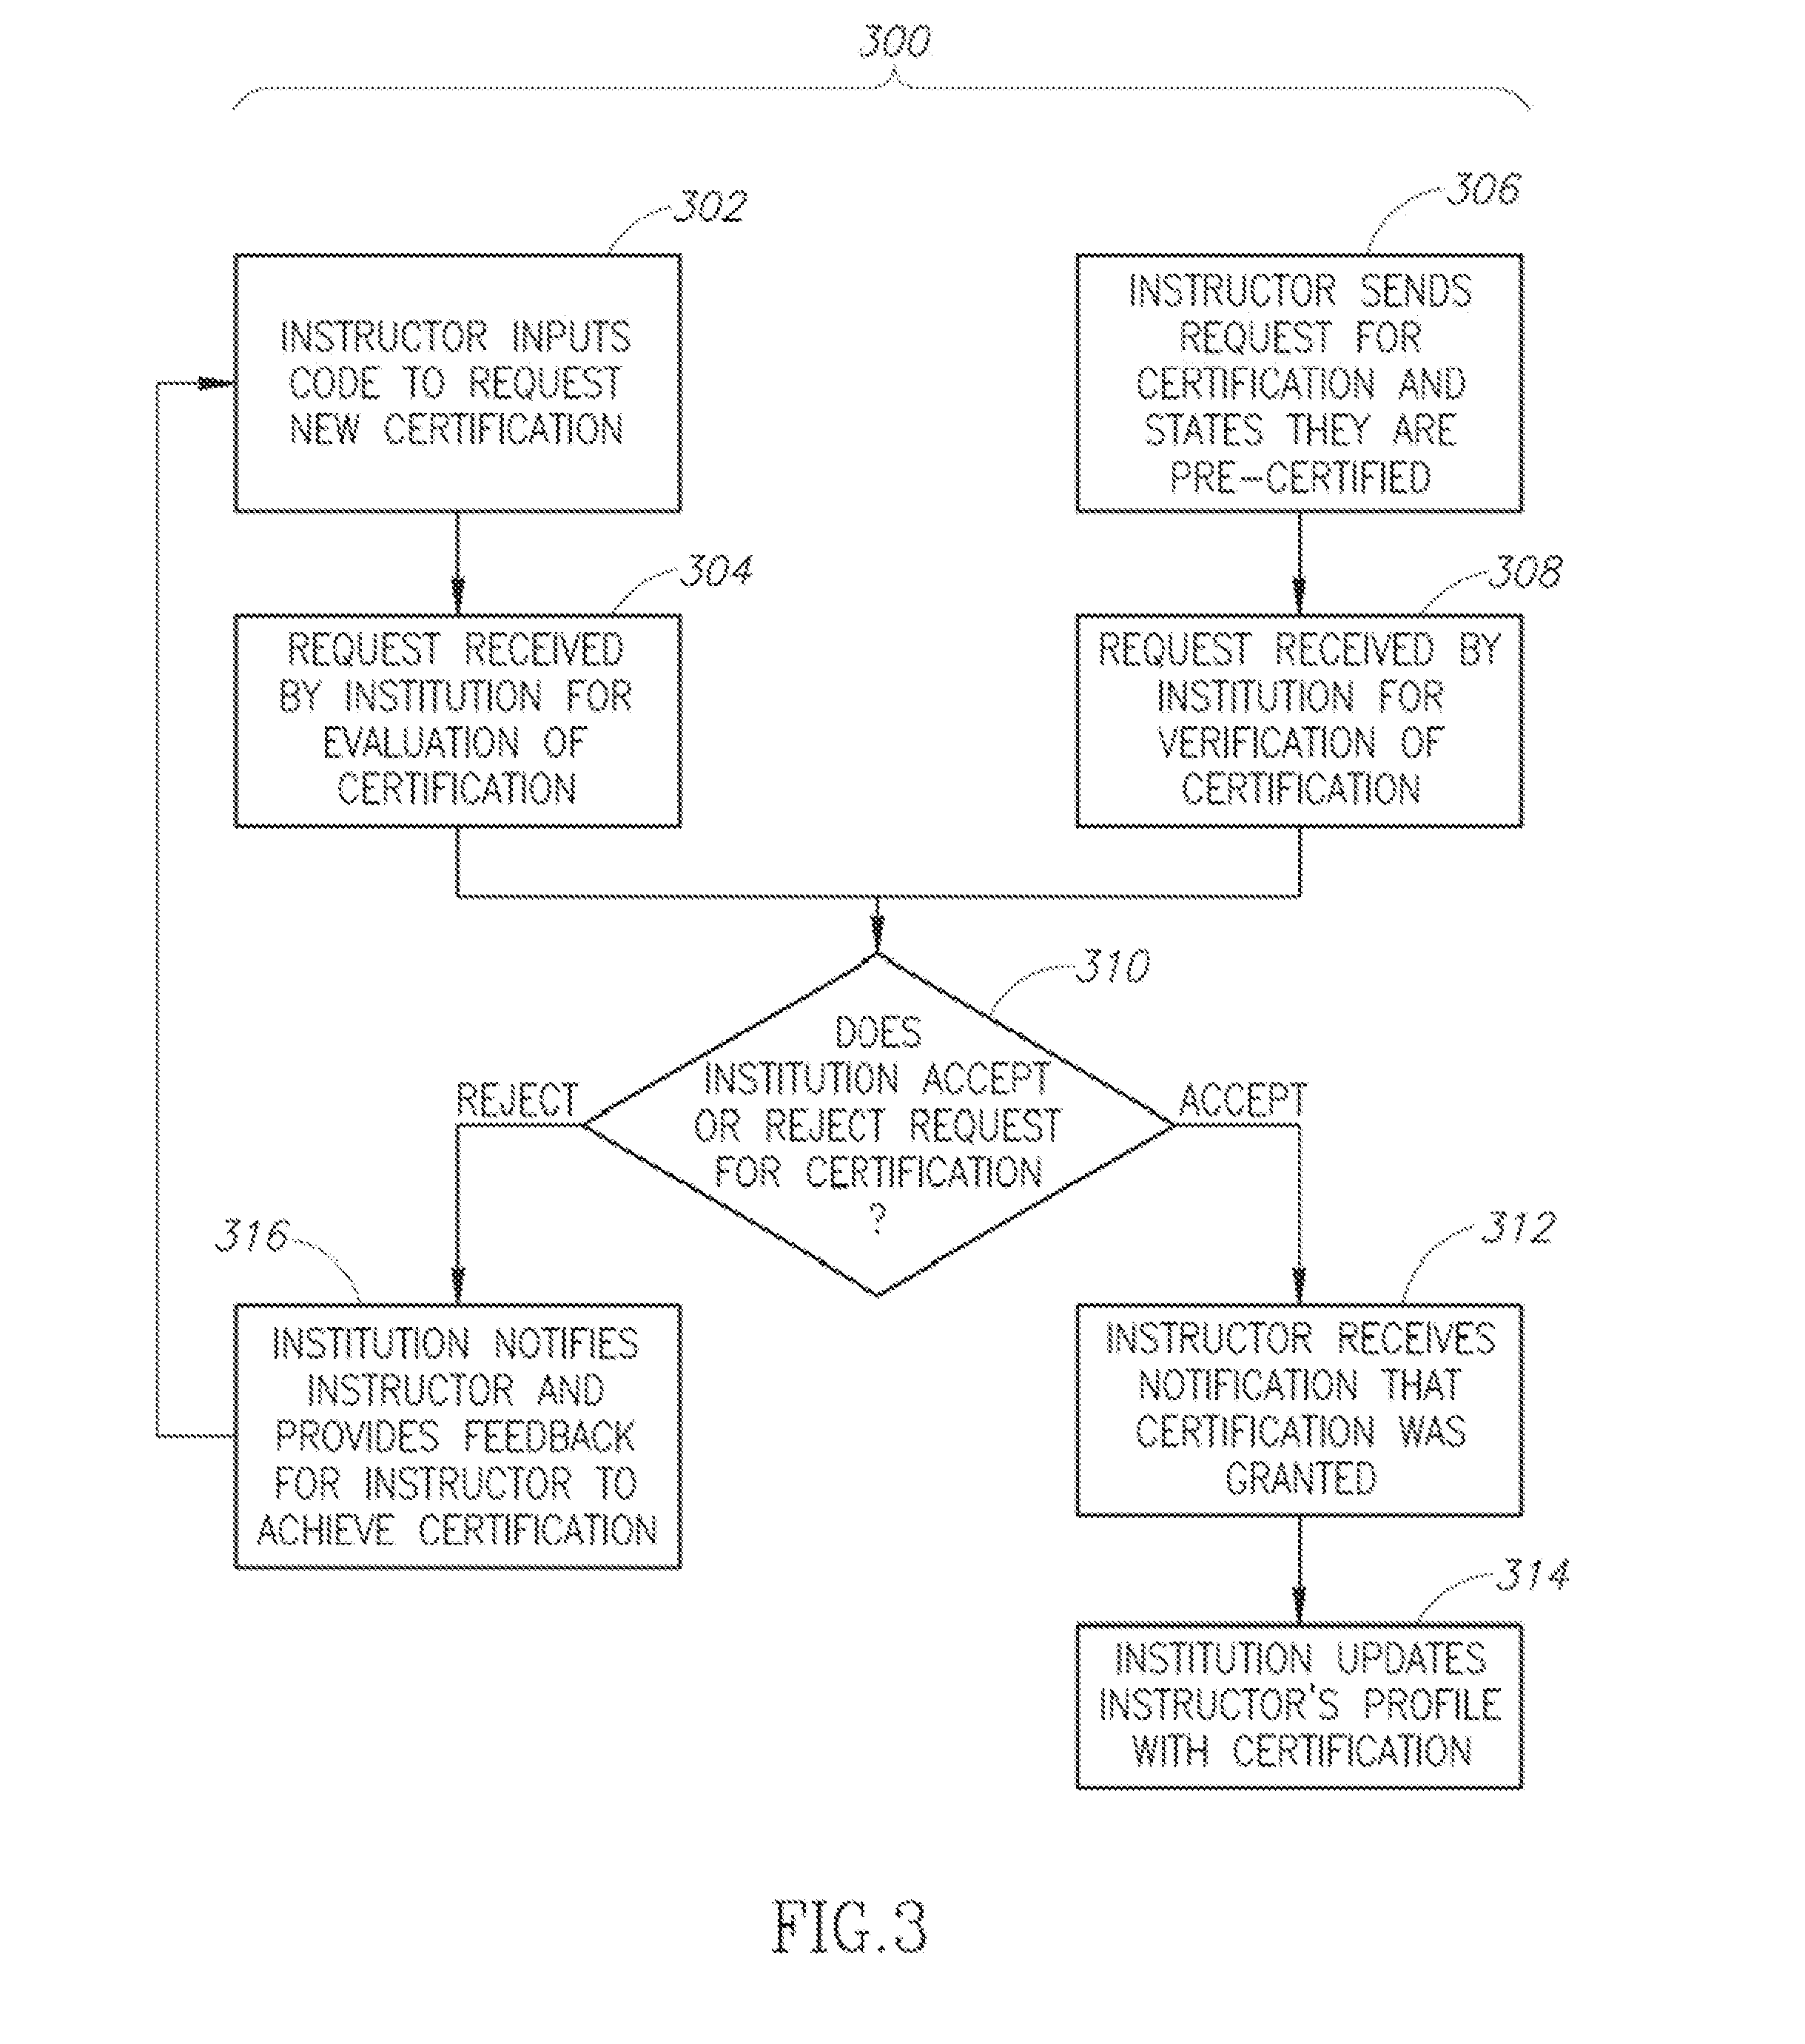 300
302
INSTRUCTOR INPUTS
CODE TO REQUEST
NEW CERTIFICATION
306
INSTRUCTOR SENDS
REQUEST FOR
CERTIFICATION AND
STATES THEY ARE
PRE-CERTIFIED
304
REQUEST RECEIVED
BY INSTITUTION FOR
EVALUATION OF
CERTIFICATION
308
REQUEST RECEIVED BY
INSTITUTION FOR
VERIFICATION OF
CERTIFICATION
310
DOES
INSTITUTION ACCEPT
OR REJECT REQUEST
FOR CERTIFICATION
?
REJECT
ACCEPT
316
INSTITUTION NOTIFIES
INSTRUCTOR AND
PROVIDES FEEDBACK
FOR INSTRUCTOR TO
ACHIEVE CERTIFICATION
312
INSTRUCTOR RECEIVES
NOTIFICATION THAT
CERTIFICATION WAS
GRANTED
314
INSTITUTION UPDATES
INSTRUCTOR'S PROFILE
WITH CERTIFICATION
FIG.3